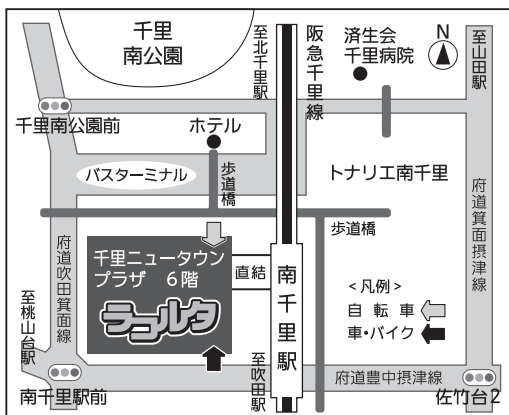 千里
南公園
至北千里駅
阪急千里線
済生会
千里病院
N
至山田駅
千里南公園前
ホテル
バスターミナル
歩道橋
トナリエ南千里
府道箕面摂津線
歩道橋
府道吹田箕面線
千里ニュータウン
プラザ 6階
ラコルタ
直結
南千里駅
<凡例>
自転車
車・バイク
至桃山台駅
至吹田駅
南千里駅前
府道豊中摂津線
佐竹台2